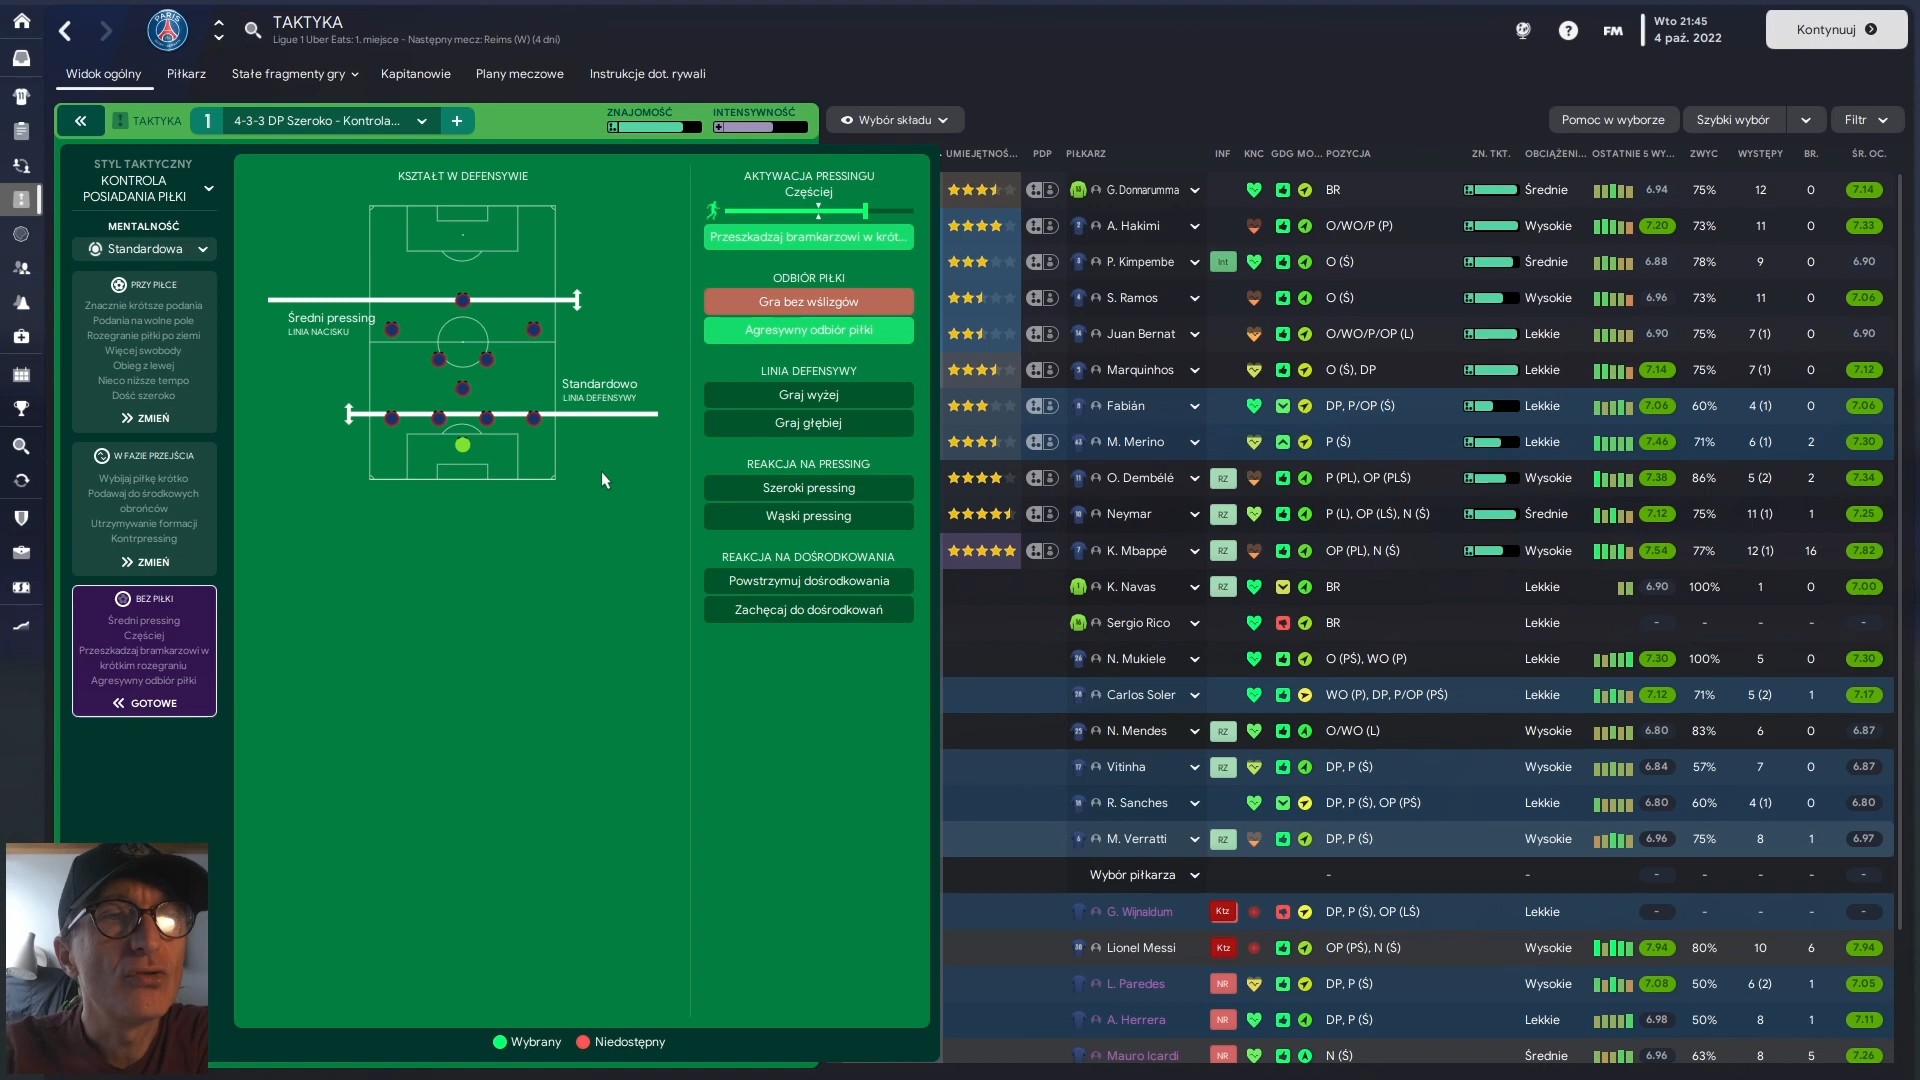 TAKTYKA
Ligue 1 Uber Eats: 1. miejsce - Następny mecz: Reims (W) (4 dni)
FM
Wto 21:45
4 paź. 2022
Kontynuuj
Widok ogólny
Piłkarz
Stałe fragmenty gry
Kapitanowie
Plany meczowe
Instrukcje dot. rywali
TAKTYKA
1
4-3-3 DP Szeroko - Kontrola...
ZNAJOMOŚĆ
INTENSYWNOŚĆ
Wybór składu
Pomoc w wyborze
Szybki wybór
Filtr
STYL TAKTYCZNY
KONTROLA
POSIADANIA PIŁKI
MENTALNOŚĆ
Standardowa
PRZY PIŁCE
Znacznie krótsze podania
Podania na wolne pole
Rozegranie piłki po ziemi
Więcej swobody
Obieg z lewej
Nieco niższe tempo
Dość szeroko
ZMIEŃ
W FAZIE PRZEJŚCIA
Wybijaj piłkę krótko
Podawaj do środkowych
obrońców
Utrzymywanie formacji
Kontrpressing
ZMIEŃ
BEZ PIŁKI
Średni pressing
Częściej
Przeszkadzaj bramkarzowi w
krótkim rozegraniu
Agresywny odbiór piłki
GOTOWE
KSZTAŁT W DEFENSYWIE
Średni pressing
LINIA NACISKU
Standardowo
LINIA DEFENSYWY
AKTYWACJA PRESSINGU
Częściej
Przeszkadzaj bramkarzowi w krót...
ODBIÓR PIŁKI
Gra bez wślizgów
Agresywny odbiór piłki
LINIA DEFENSYWY
Graj wyżej
Graj głębiej
REAKCJA NA PRESSING
Szeroki pressing
Wąski pressing
REAKCJA NA DOŚRODKOWANIA
Powstrzymuj dośrodkowania
Zachęcaj do dośrodkowań
Wybrany
Niedostępny
UMIEJĘTNOŚ... PDP PIŁKARZ INF KNC GDG MO... POZYCJA ZN. TKT. OBCIĄŻENI... OSTATNIE 5 WY... ZWYC WYSTĘPY BR. ŚR. OC.
G. Donnarumma BR Średnie 6.94 75% 12 0 7.14
A. Hakimi O/WO/P (P) Wysokie 7.20 73% 11 0 7.33
P. Kimpembe Int O (Ś) Średnie 6.88 78% 9 0 6.90
S. Ramos O (Ś) Wysokie 6.96 73% 11 0 7.06
Juan Bernat O/WO/P/OP (L) Lekkie 6.90 75% 7 (1) 0 6.90
Marquinhos O (Ś), DP Lekkie 7.14 75% 7 (1) 0 7.12
Fabián DP, P/OP (Ś) Lekkie 7.06 60% 4 (1) 0 7.06
M. Merino P (Ś) Lekkie 7.46 71% 6 (1) 2 7.30
O. Dembélé RZ P (PL), OP (PLŚ) Wysokie 7.38 86% 5 (2) 2 7.34
Neymar RZ P (L), OP (LŚ), N (Ś) Średnie 7.12 75% 11 (1) 1 7.25
K. Mbappé RZ OP (PL), N (Ś) Wysokie 7.54 77% 12 (1) 16 7.82
K. Navas RZ BR Lekkie 6.90 100% 1 0 7.00
Sergio Rico BR Lekkie - - - - -
N. Mukiele O (PŚ), WO (P) Lekkie 7.30 100% 5 0 7.30
Carlos Soler WO (P), DP, P/OP (PŚ) Lekkie 7.12 71% 5 (2) 1 7.17
N. Mendes RZ O/WO (L) Wysokie 6.80 83% 6 0 6.87
Vitinha RZ DP, P (Ś) Wysokie 6.84 57% 7 0 6.87
R. Sanches DP, P (Ś), OP (PŚ) Lekkie 6.80 60% 4 (1) 0 6.80
M. Verratti RZ DP, P (Ś) Wysokie 6.96 75% 8 1 6.97
Wybór piłkarza - - - - - - -
G. Wijnaldum Ktz DP, P (Ś), OP (LŚ) Lekkie - - - - -
Lionel Messi Ktz OP (PŚ), N (Ś) Wysokie 7.94 80% 10 6 7.94
L. Paredes NR DP, P (Ś) Wysokie 7.08 50% 6 (2) 1 7.05
A. Herrera NR DP, P (Ś) Lekkie 6.98 50% 8 1 7.11
Mauro Icardi NR N (Ś) Średnie 6.96 63% 8 5 7.26